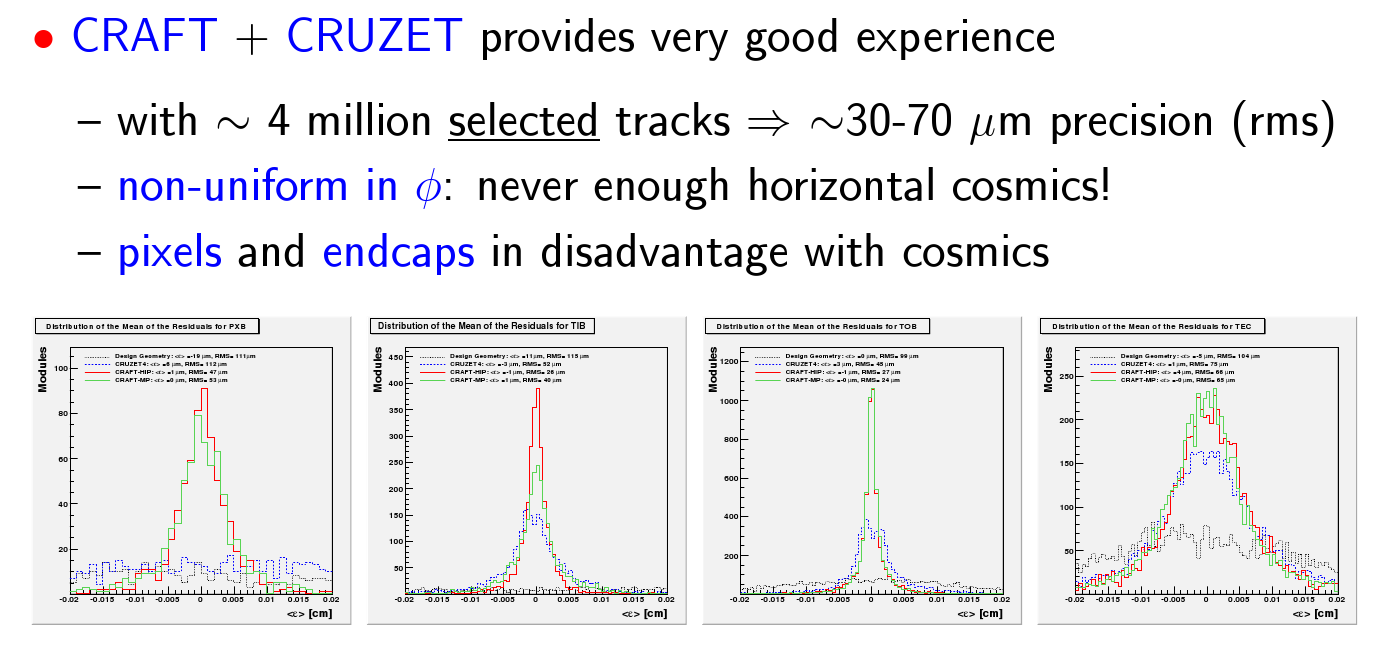 • CRAFT + CRUZET provides very good experience
– with ∼ 4 million selected tracks ⇒ ∼30-70 μm precision (rms)
– non-uniform in ϕ: never enough horizontal cosmics!
– pixels and endcaps in disadvantage with cosmics
Distribution of the Mean of the Residuals for PXB
Modules
Design Geometry: <ε> =-19 μm, RMS= 111μm
CRUZET4: <ε> =6 μm, RMS= 112 μm
CRAFT-HIP: <ε> =1 μm, RMS= 47 μm
CRAFT-MP: <ε> =0 μm, RMS= 53 μm
100
80
60
40
20
-0.02 -0.015 -0.01 -0.005 0 0.005 0.01 0.015 0.02
<ε> [cm]
Distribution of the Mean of the Residuals for TIB
Modules
Design Geometry: <ε> =11 μm, RMS= 115 μm
CRUZET4: <ε> =-3 μm, RMS= 52 μm
CRAFT-HIP: <ε> =-1 μm, RMS= 26 μm
CRAFT-MP: <ε> =1 μm, RMS= 40 μm
450
400
350
300
250
200
150
100
50
-0.02 -0.015 -0.01 -0.005 0 0.005 0.01 0.015 0.02
<ε> [cm]
Distribution of the Mean of the Residuals for TOB
Modules
Design Geometry: <ε> =0 μm, RMS= 99 μm
CRUZET4: <ε> =3 μm, RMS= 45 μm
CRAFT-HIP: <ε> =-1 μm, RMS= 27 μm
CRAFT-MP: <ε> =-0 μm, RMS= 24 μm
1200
1000
800
600
400
200
-0.02 -0.015 -0.01 -0.005 0 0.005 0.01 0.015 0.02
<ε> [cm]
Distribution of the Mean of the Residuals for TEC
Modules
Design Geometry: <ε> =-5 μm, RMS= 104 μm
CRUZET4: <ε> =1 μm, RMS= 75 μm
CRAFT-HIP: <ε> =4 μm, RMS= 66 μm
CRAFT-MP: <ε> =-0 μm, RMS= 65 μm
250
200
150
100
50
-0.02 -0.015 -0.01 -0.005 0 0.005 0.01 0.015 0.02
<ε> [cm]